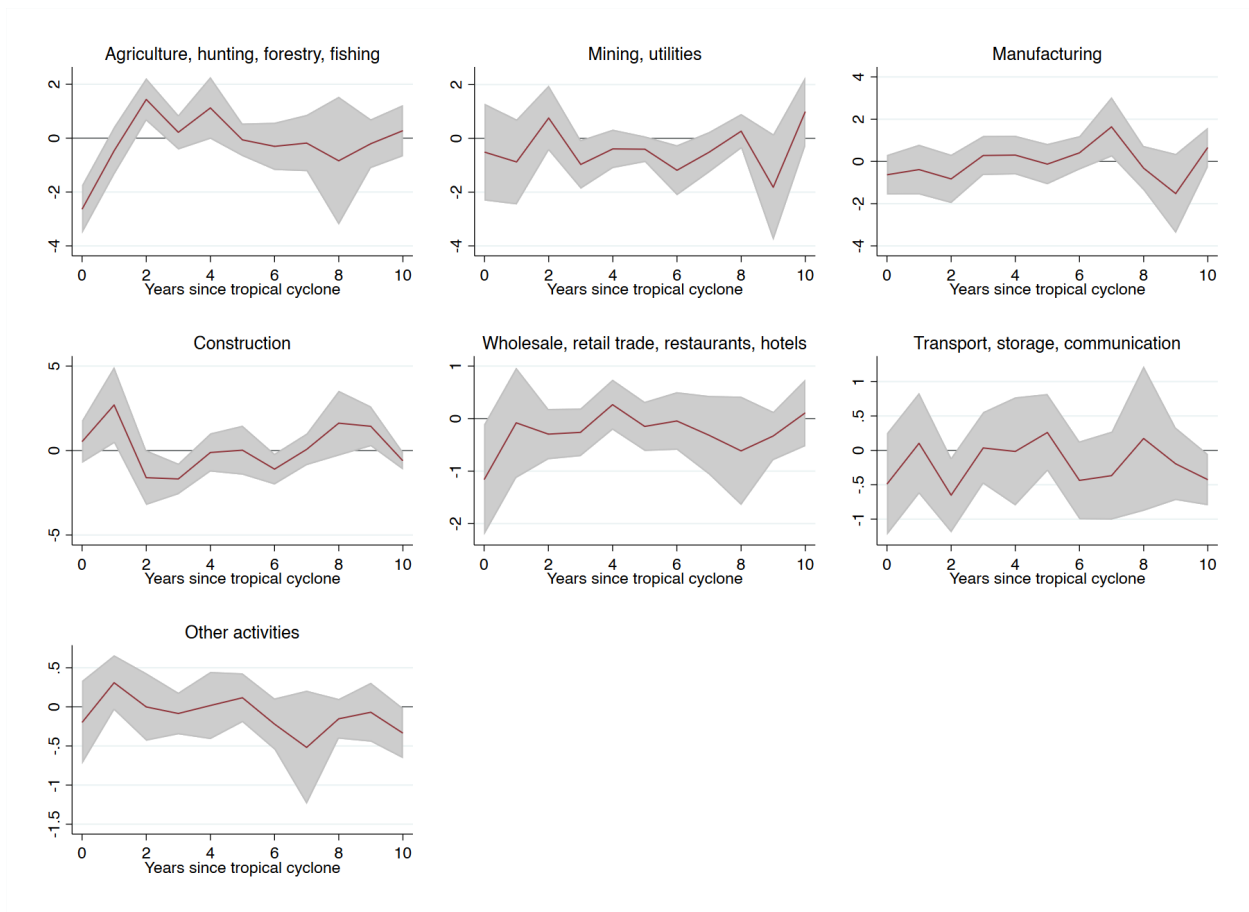 Agriculture, hunting, forestry, fishing
2
0
-2
-4
0 2 4 6 8 10
Years since tropical cyclone
Mining, utilities
2
0
-2
-4
0 2 4 6 8 10
Years since tropical cyclone
Manufacturing
4
2
0
-2
-4
0 2 4 6 8 10
Years since tropical cyclone
Construction
5
0
-5
0 2 4 6 8 10
Years since tropical cyclone
Wholesale, retail trade, restaurants, hotels
1
0
-1
-2
0 2 4 6 8 10
Years since tropical cyclone
Transport, storage, communication
1
.5
0
-.5
-1
0 2 4 6 8 10
Years since tropical cyclone
Other activities
.5
0
-.5
-1
-1.5
0 2 4 6 8 10
Years since tropical cyclone